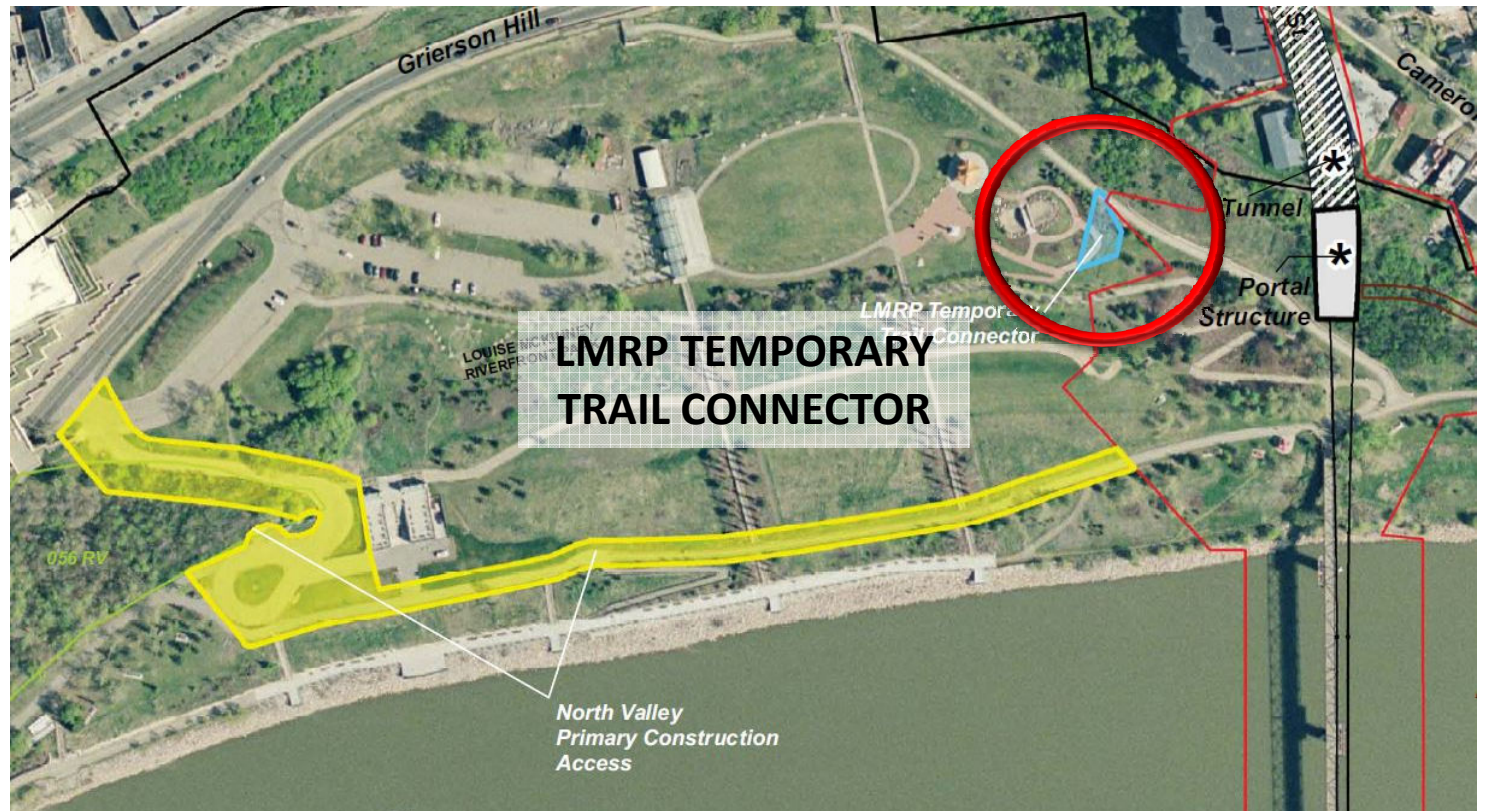 Grierson Hill
St
Cameron
*
Tunnel
*
Portal
Structure
LMRP Temporary
Trail Connector
LOUISE MCKINNEY
RIVERFRONT
LMRP TEMPORARY
TRAIL CONNECTOR
056 RV
North Valley
Primary Construction
Access